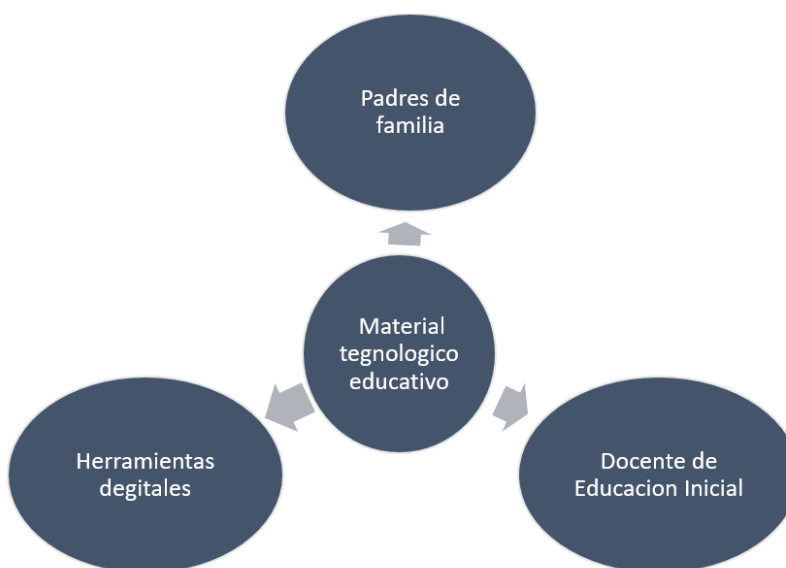 Padres de
familia
Material
tegnologico
educativo
Herramientas
degitales
Docente de
Educacion Inicial